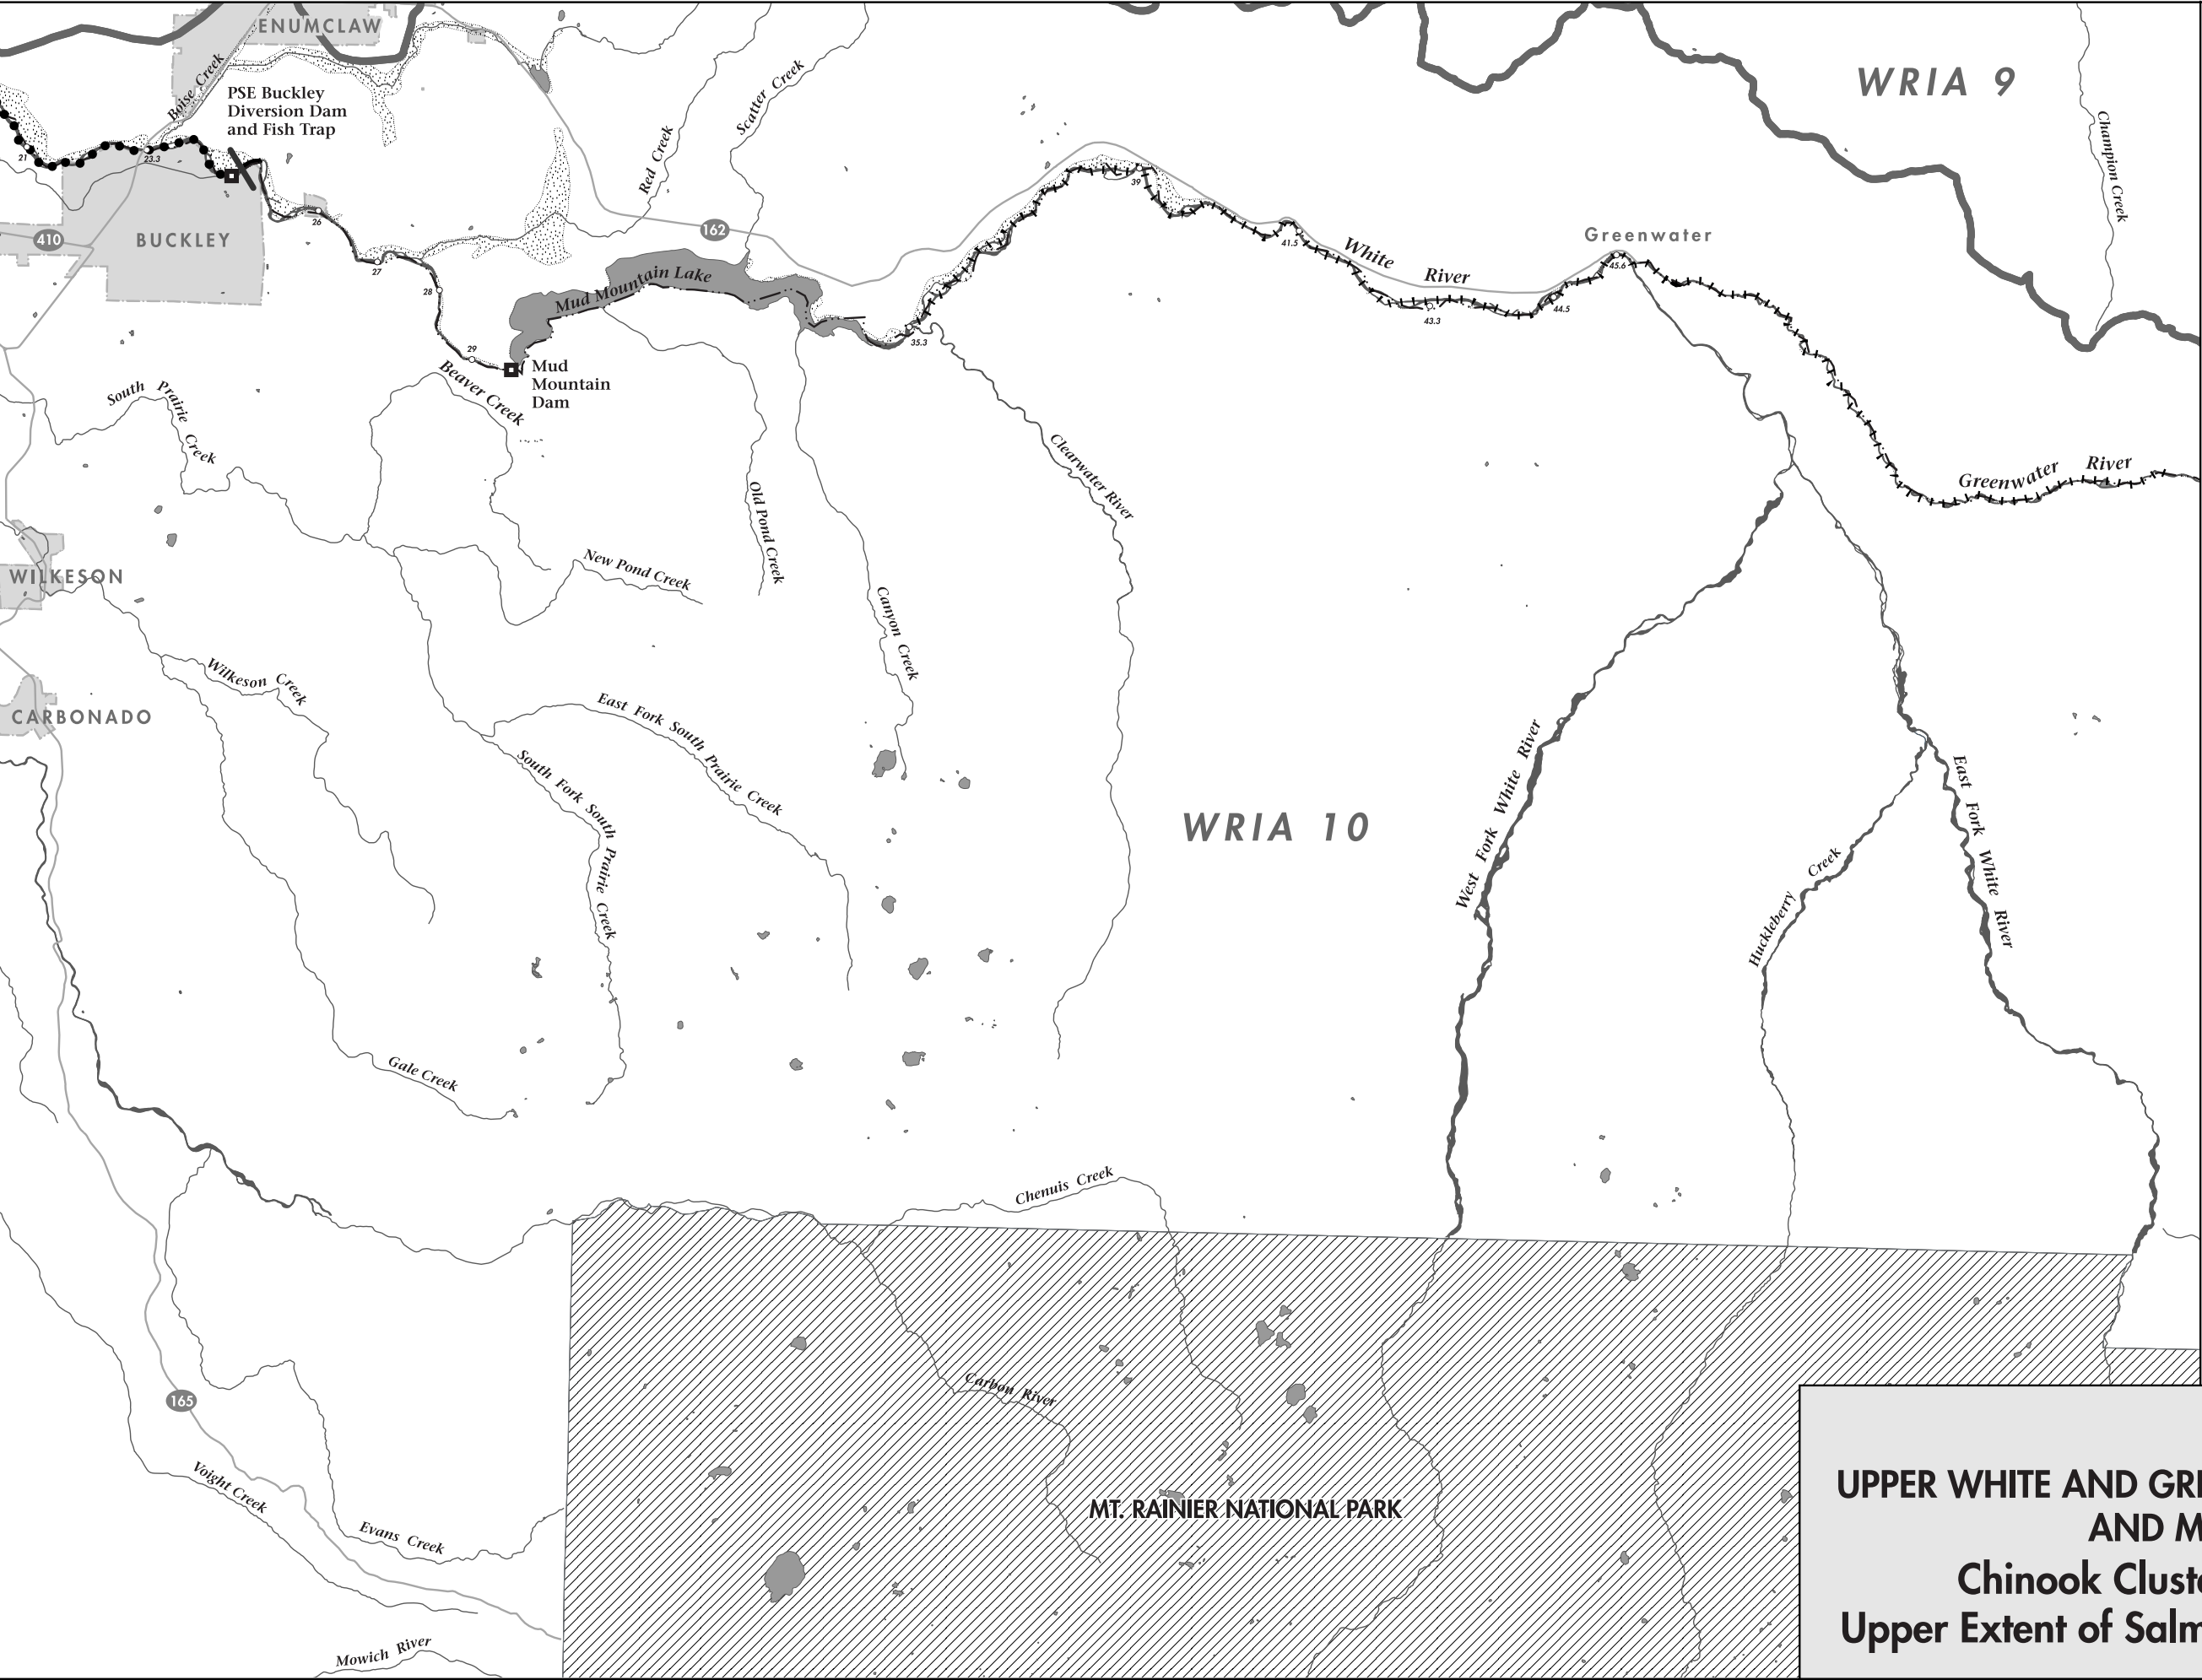 ENUMCLAW
WRIA 9
Boise Creek
PSE Buckley
Diversion Dam
and Fish Trap
Scatter Creek
Red Creek
Champion Creek
21
23.3
39
26
162
410
BUCKLEY
Greenwater
41.5
White River
45.6
27
28
Mud Mountain Lake
44.5
43.3
35.3
29
Mud
Mountain
Dam
Beaver Creek
South Prairie Creek
Clearwater River
Greenwater River
Old Pond Creek
New Pond Creek
WILKESON
Canyon Creek
Wilkeson Creek
CARBONADO
East Fork South Prairie Creek
South Fork South Prairie Creek
West Fork White River
East Fork White River
WRIA 10
Huckleberry Creek
Gale Creek
Chenuis Creek
Carbon River
165
Voight Creek
Evans Creek
MT. RAINIER NATIONAL PARK
Mowich River
UPPER WHITE AND GRE
AND M
Chinook Cluste
Upper Extent of Salm